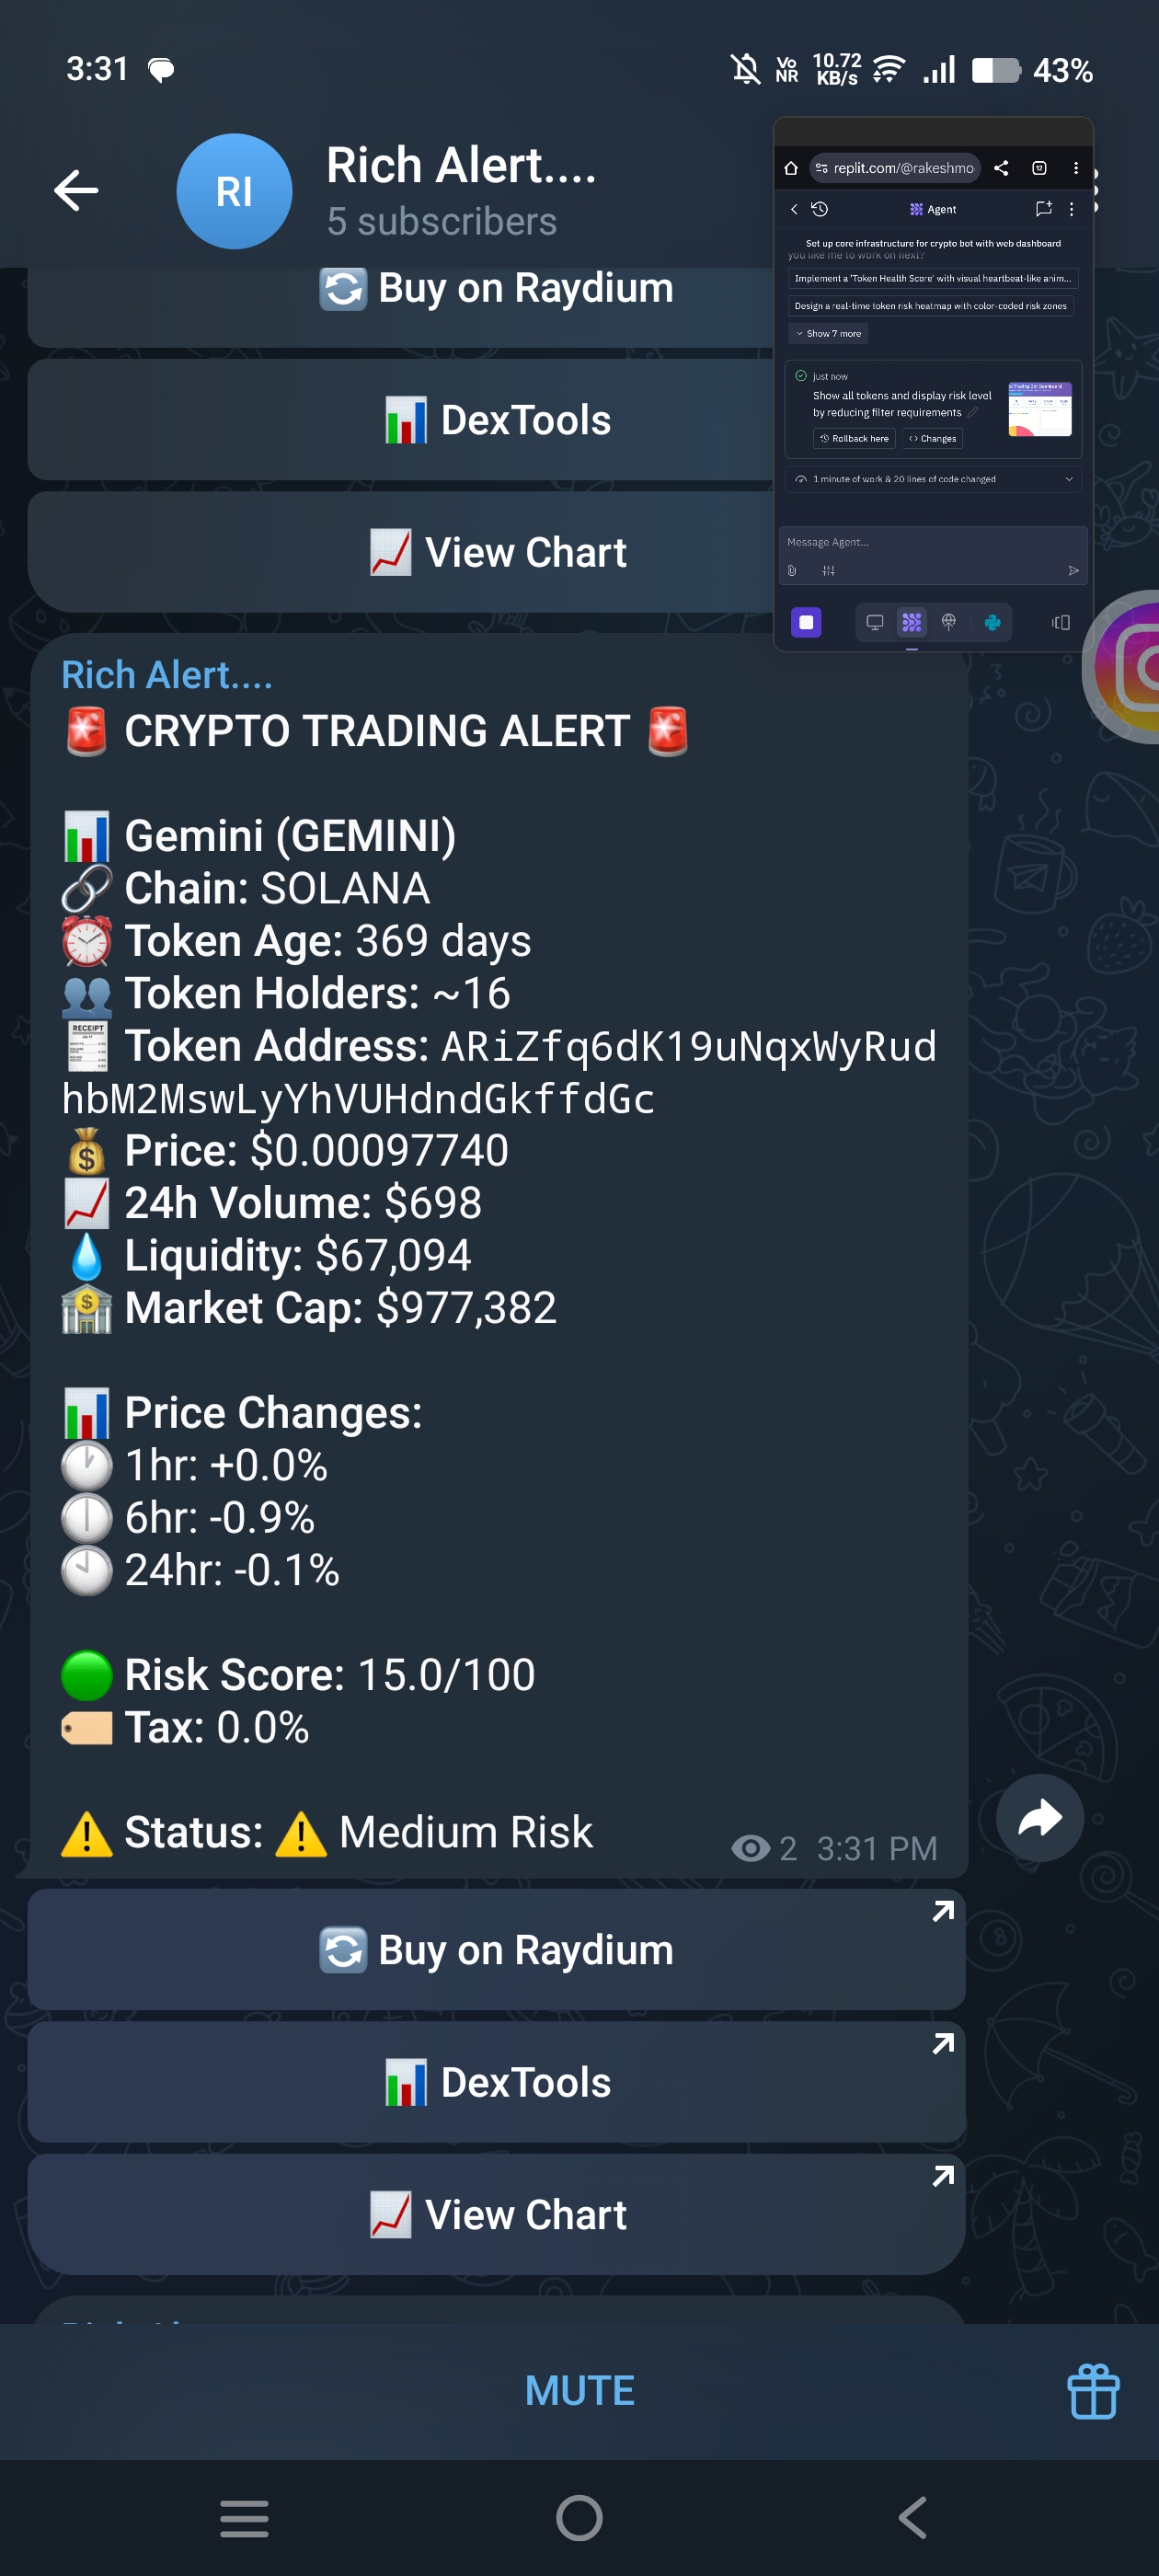 3:31
Vo NR
10.72 KB/s
43%
RI
Rich Alert....
5 subscribers
replit.com/@rakeshmo
Agent
Set up core infrastructure for crypto bot with web dashboard
you like me to work on next?
Implement a 'Token Health Score' with visual heartbeat-like anim...
Design a real-time token risk heatmap with color-coded risk zones
Show 7 more
just now
Show all tokens and display risk level
by reducing filter requirements
Rollback here
Changes
1 minute of work & 20 lines of code changed
Message Agent...
Buy on Raydium
DexTools
View Chart
Rich Alert....
🚨 CRYPTO TRADING ALERT 🚨
📊 Gemini (GEMINI)
🔗 Chain: SOLANA
⏰ Token Age: 369 days
👥 Token Holders: ~16
🧾 Token Address: ARiZfq6dK19uNqxWyRud
hbM2MswLyYhVUHdndGkffdGc
💰 Price: $0.00097740
📈 24h Volume: $698
💧 Liquidity: $67,094
🏦 Market Cap: $977,382
📊 Price Changes:
🕐 1hr: +0.0%
🕕 6hr: -0.9%
🕙 24hr: -0.1%
🟢 Risk Score: 15.0/100
🏷️ Tax: 0.0%
⚠️ Status: ⚠️ Medium Risk
2 3:31 PM
Buy on Raydium
DexTools
View Chart
MUTE